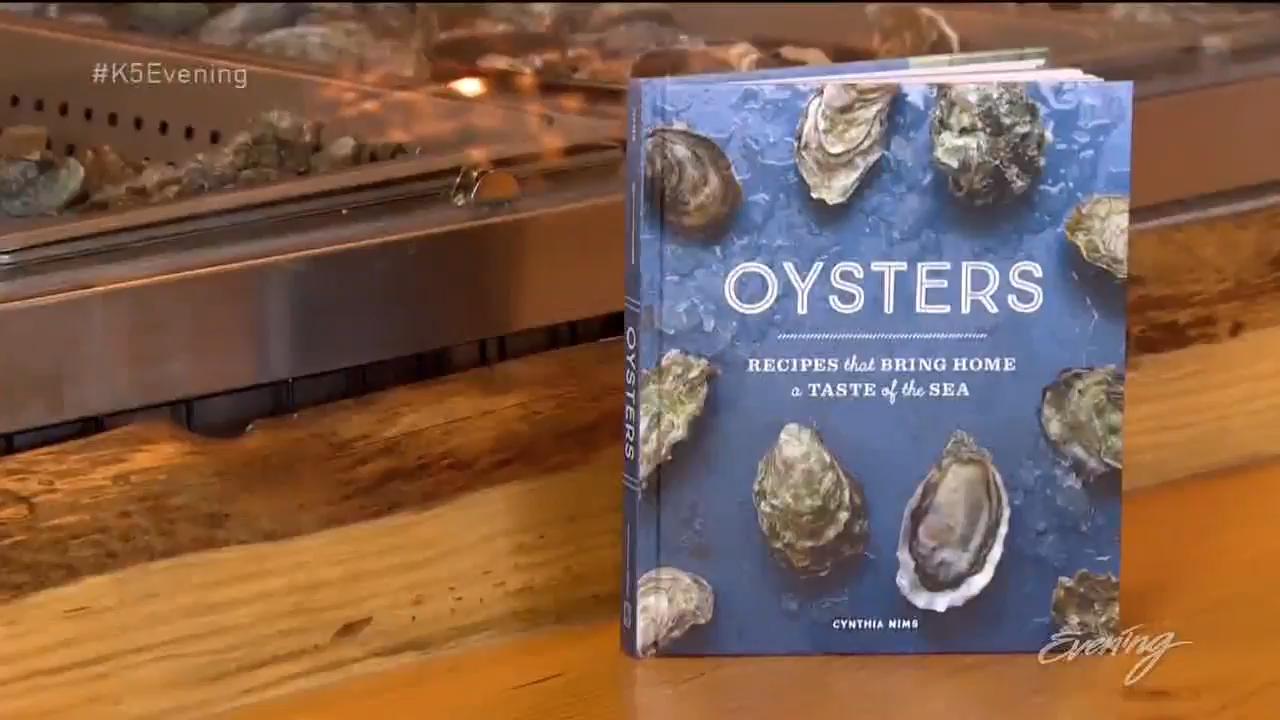 #K5Evening
OYSTERS
RECIPES that BRING HOME
a TASTE of the SEA
CYNTHIA NIMS
OYSTERS
Evening